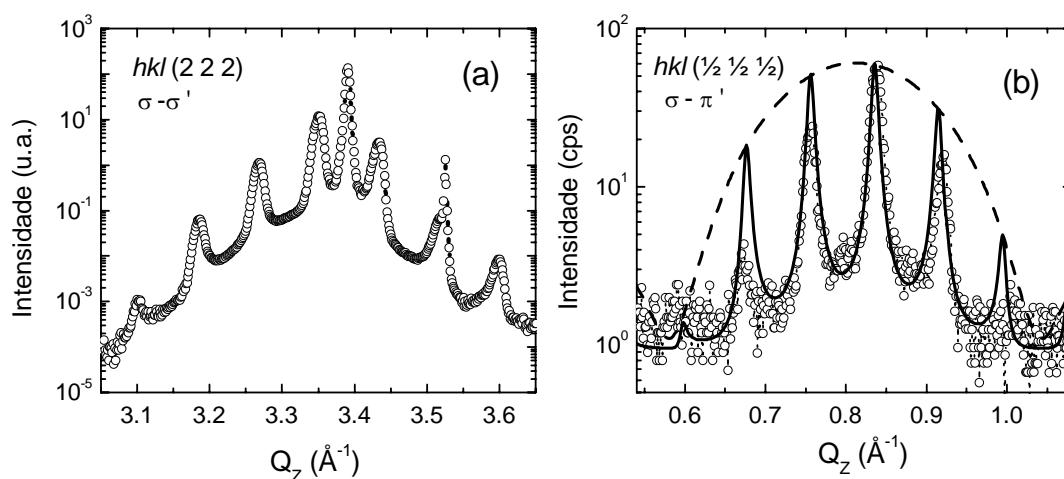 10³
10¹
10⁻¹
10⁻³
10⁻⁵
Intensidade (u.a.)
hkl (2 2 2)
σ -σ'
(a)
3.1 3.2 3.3 3.4 3.5 3.6
Q_Z (Å⁻¹)
10²
10¹
10⁰
Intensidade (cps)
hkl (½ ½ ½)
σ - π'
(b)
0.6 0.7 0.8 0.9 1.0
Q_Z (Å⁻¹)